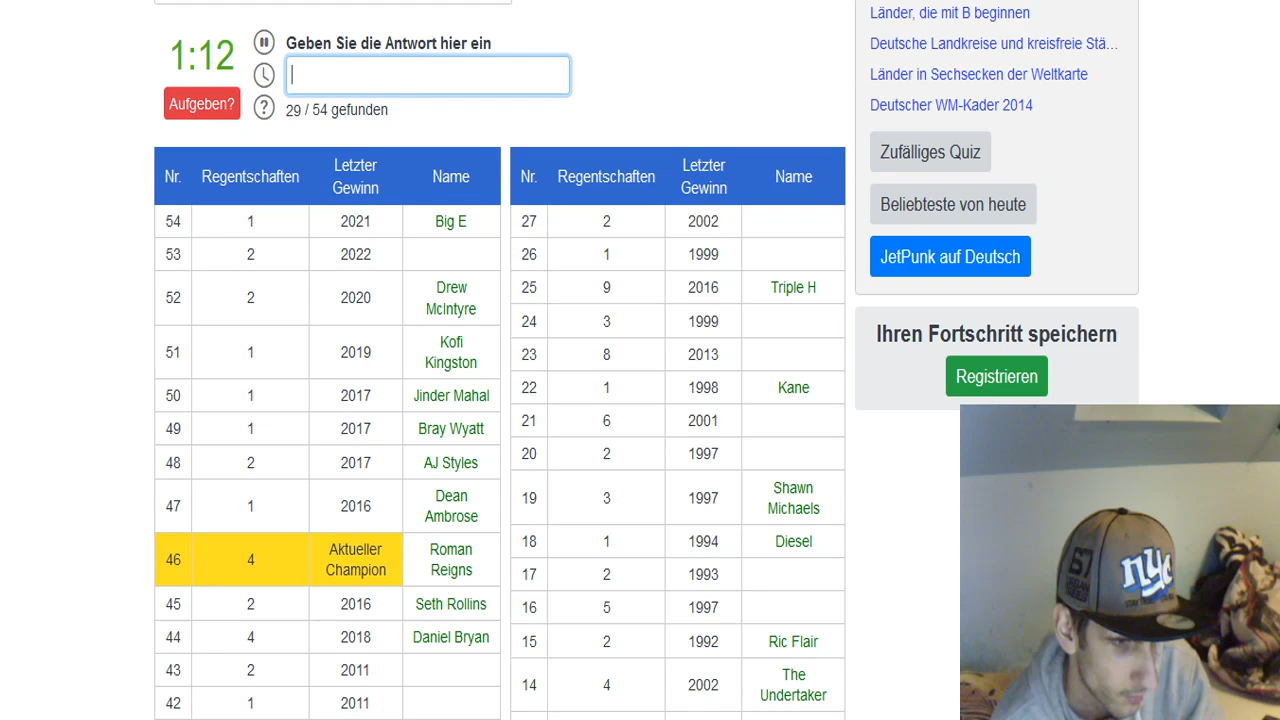 1:12
Aufgeben?
Geben Sie die Antwort hier ein
29 / 54 gefunden
Nr. Regentschaften Letzter Gewinn Name
54 1 2021 Big E
53 2 2022
52 2 2020 Drew McIntyre
51 1 2019 Kofi Kingston
50 1 2017 Jinder Mahal
49 1 2017 Bray Wyatt
48 2 2017 AJ Styles
47 1 2016 Dean Ambrose
46 4 Aktueller Champion Roman Reigns
45 2 2016 Seth Rollins
44 4 2018 Daniel Bryan
43 2 2011
42 1 2011
Nr. Regentschaften Letzter Gewinn Name
27 2 2002
26 1 1999
25 9 2016 Triple H
24 3 1999
23 8 2013
22 1 1998 Kane
21 6 2001
20 2 1997
19 3 1997 Shawn Michaels
18 1 1994 Diesel
17 2 1993
16 5 1997
15 2 1992 Ric Flair
14 4 2002 The Undertaker
Länder, die mit B beginnen
Deutsche Landkreise und kreisfreie Stä...
Länder in Sechsecken der Weltkarte
Deutscher WM-Kader 2014
Zufälliges Quiz
Beliebteste von heute
JetPunk auf Deutsch
Ihren Fortschritt speichern
Registrieren
nyc